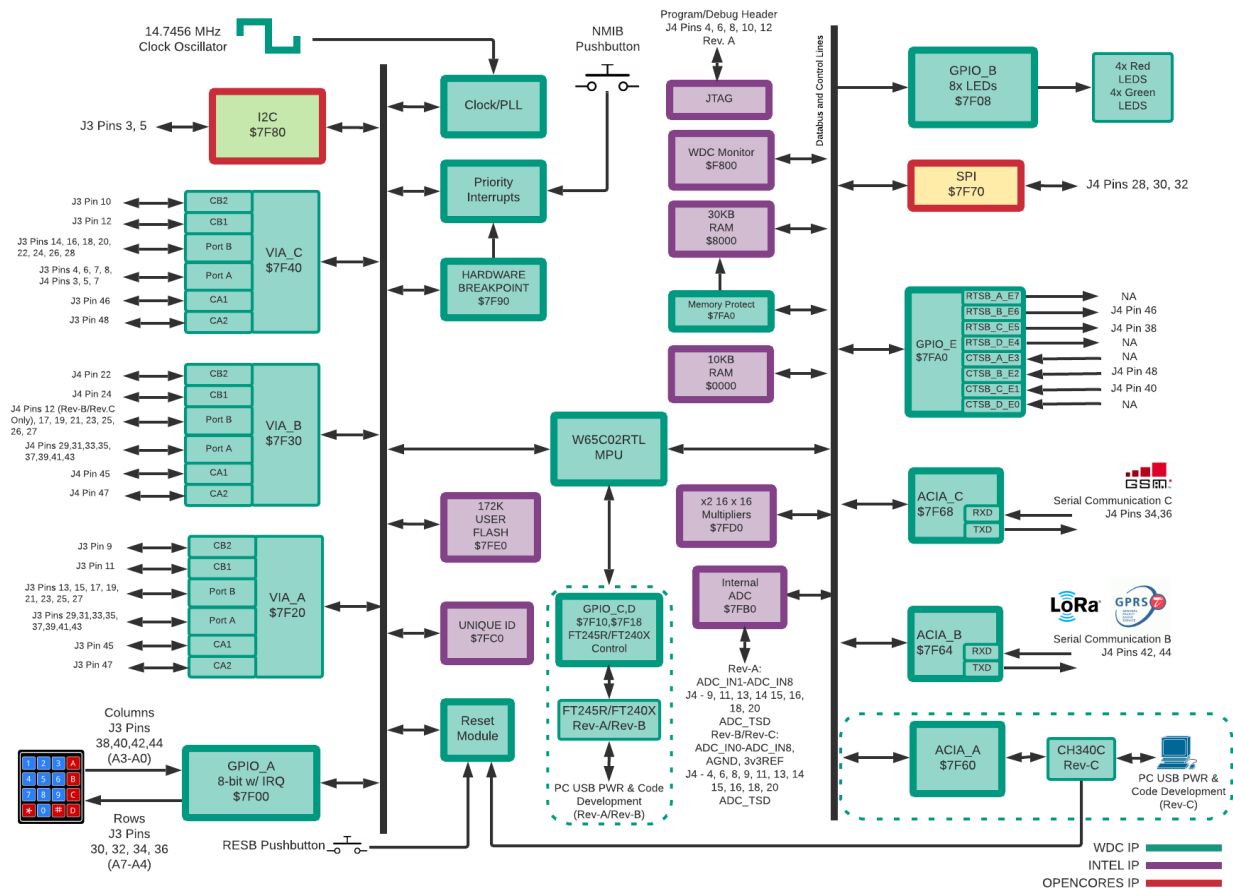 14.7456 MHz
Clock Oscillator
NMIB
Pushbutton
Program/Debug Header
J4 Pins 4, 6, 8, 10, 12
Rev. A
Databus and Control Lines
J3 Pins 3, 5
I2C
$7F80
Clock/PLL
Priority
Interrupts
HARDWARE
BREAKPOINT
$7F90
JTAG
WDC Monitor
$F800
30KB
RAM
$8000
Memory Protect
$7FA0
10KB
RAM
$0000
GPIO_B
8x LEDs
$7F08
4x Red
LEDS
4x Green
LEDS
SPI
$7F70
J4 Pins 28, 30, 32
J3 Pin 10
J3 Pin 12
J3 Pins 14, 16, 18, 20,
22, 24, 26, 28
J3 Pins 4, 6, 7, 8,
J4 Pins 3, 5, 7
J3 Pin 46
J3 Pin 48
CB2
CB1
Port B
Port A
CA1
CA2
VIA_C
$7F40
GPIO_E
$7FA0
RTSB_A_E7
RTSB_B_E6
RTSB_C_E5
RTSB_D_E4
CTSB_A_E3
CTSB_B_E2
CTSB_C_E1
CTSB_D_E0
NA
J4 Pin 46
J4 Pin 38
NA
NA
J4 Pin 48
J4 Pin 40
NA
J4 Pin 22
J4 Pin 24
J4 Pins 12 (Rev-B/Rev.C
Only), 17, 19, 21, 23, 25,
26, 27
J4 Pins 29,31,33,35,
37,39,41,43
J4 Pin 45
J4 Pin 47
CB2
CB1
Port B
Port A
CA1
CA2
VIA_B
$7F30
W65C02RTL
MPU
172K
USER
FLASH
$7FE0
x2 16 x 16
Multipliers
$7FD0
ACIA_C
$7F68
RXD
TXD
GSM
Serial Communication C
J4 Pins 34,36
J3 Pin 9
J3 Pin 11
J3 Pins 13, 15, 17, 19,
21, 23, 25, 27
J3 Pins 29,31,33,35,
37,39,41,43
J3 Pin 45
J3 Pin 47
CB2
CB1
Port B
Port A
CA1
CA2
VIA_A
$7F20
UNIQUE ID
$7FC0
GPIO_C,D
$7F10,$7F18
FT245R/FT240X
Control
FT245R/FT240X
Rev-A/Rev-B
PC USB PWR & Code
Development
(Rev-A/Rev-B)
Internal
ADC
$7FB0
Rev-A:
ADC_IN1-ADC_IN8
J4 - 9, 11, 13, 14 15, 16,
18, 20
ADC_TSD
Rev-B/Rev-C:
ADC_IN0-ADC_IN8,
AGND, 3v3REF
J4 - 4, 6, 8, 9, 11, 13, 14
15, 16, 18, 20
ADC_TSD
ACIA_B
$7F64
RXD
TXD
LoRa
GPRS
Serial Communication B
J4 Pins 42, 44
Reset
Module
ACIA_A
$7F60
CH340C
Rev-C
PC USB PWR &
Code Development
(Rev-C)
Columns
J3 Pins
38,40,42,44
(A3-A0)
1 2 3 A
4 5 6 B
7 8 9 C
* 0 # D
GPIO_A
8-bit w/ IRQ
$7F00
Rows
J3 Pins
30, 32, 34, 36
(A7-A4)
RESB Pushbutton
WDC IP
INTEL IP
OPENCORES IP